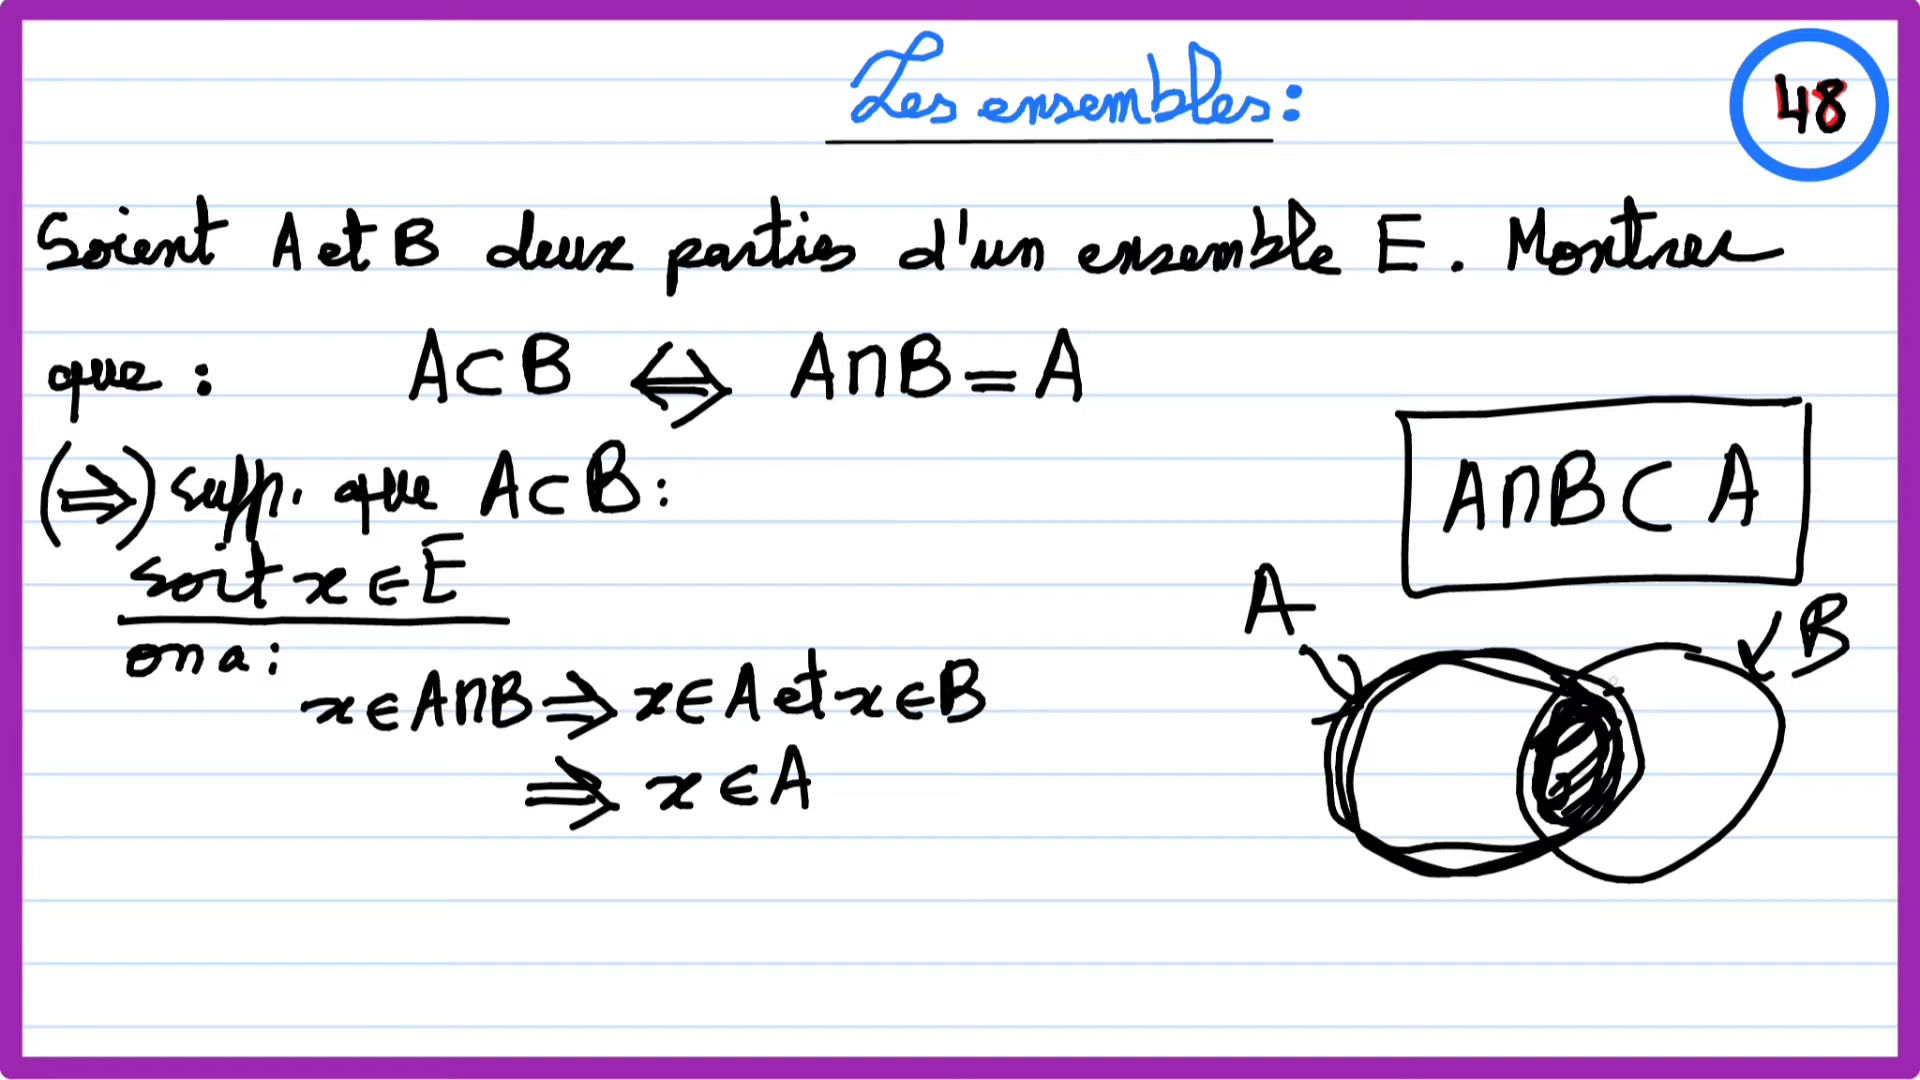 Les ensembles :
48
Soient A et B deux parties d'un ensemble E. Montrer
que : A⊂B ⇔ A∩B = A
(⇒) supp. que A⊂B :
A∩B ⊂ A
soit x∈E
A
B
on a :
x∈A∩B ⇒ x∈A et x∈B
⇒ x∈A